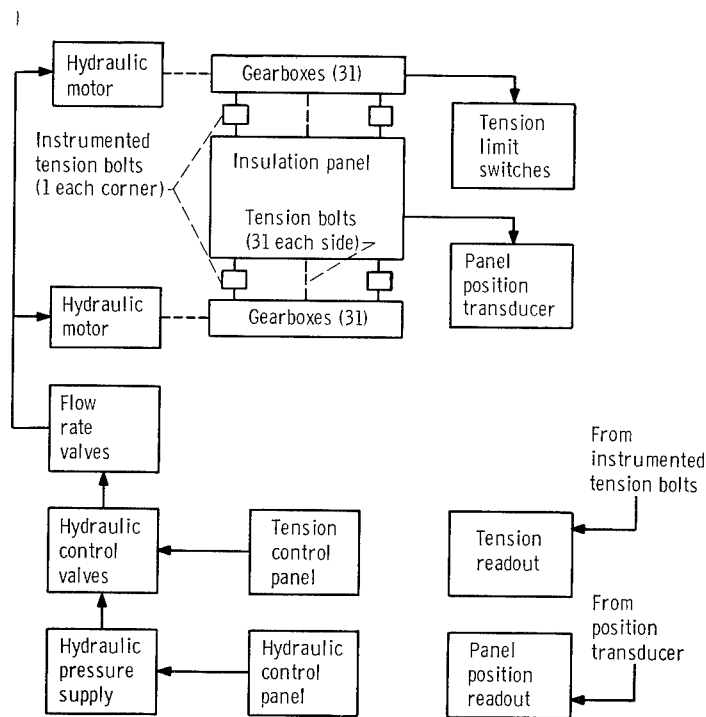 Hydraulic
motor
Gearboxes (31)
Tension
limit
switches
Instrumented
tension bolts
(1 each corner)
Insulation panel
Tension bolts
(31 each side)
Panel
position
transducer
Hydraulic
motor
Gearboxes (31)
Flow
rate
valves
From
instrumented
tension bolts
Hydraulic
control
valves
Tension
control
panel
Tension
readout
From
position
transducer
Hydraulic
pressure
supply
Hydraulic
control
panel
Panel
position
readout